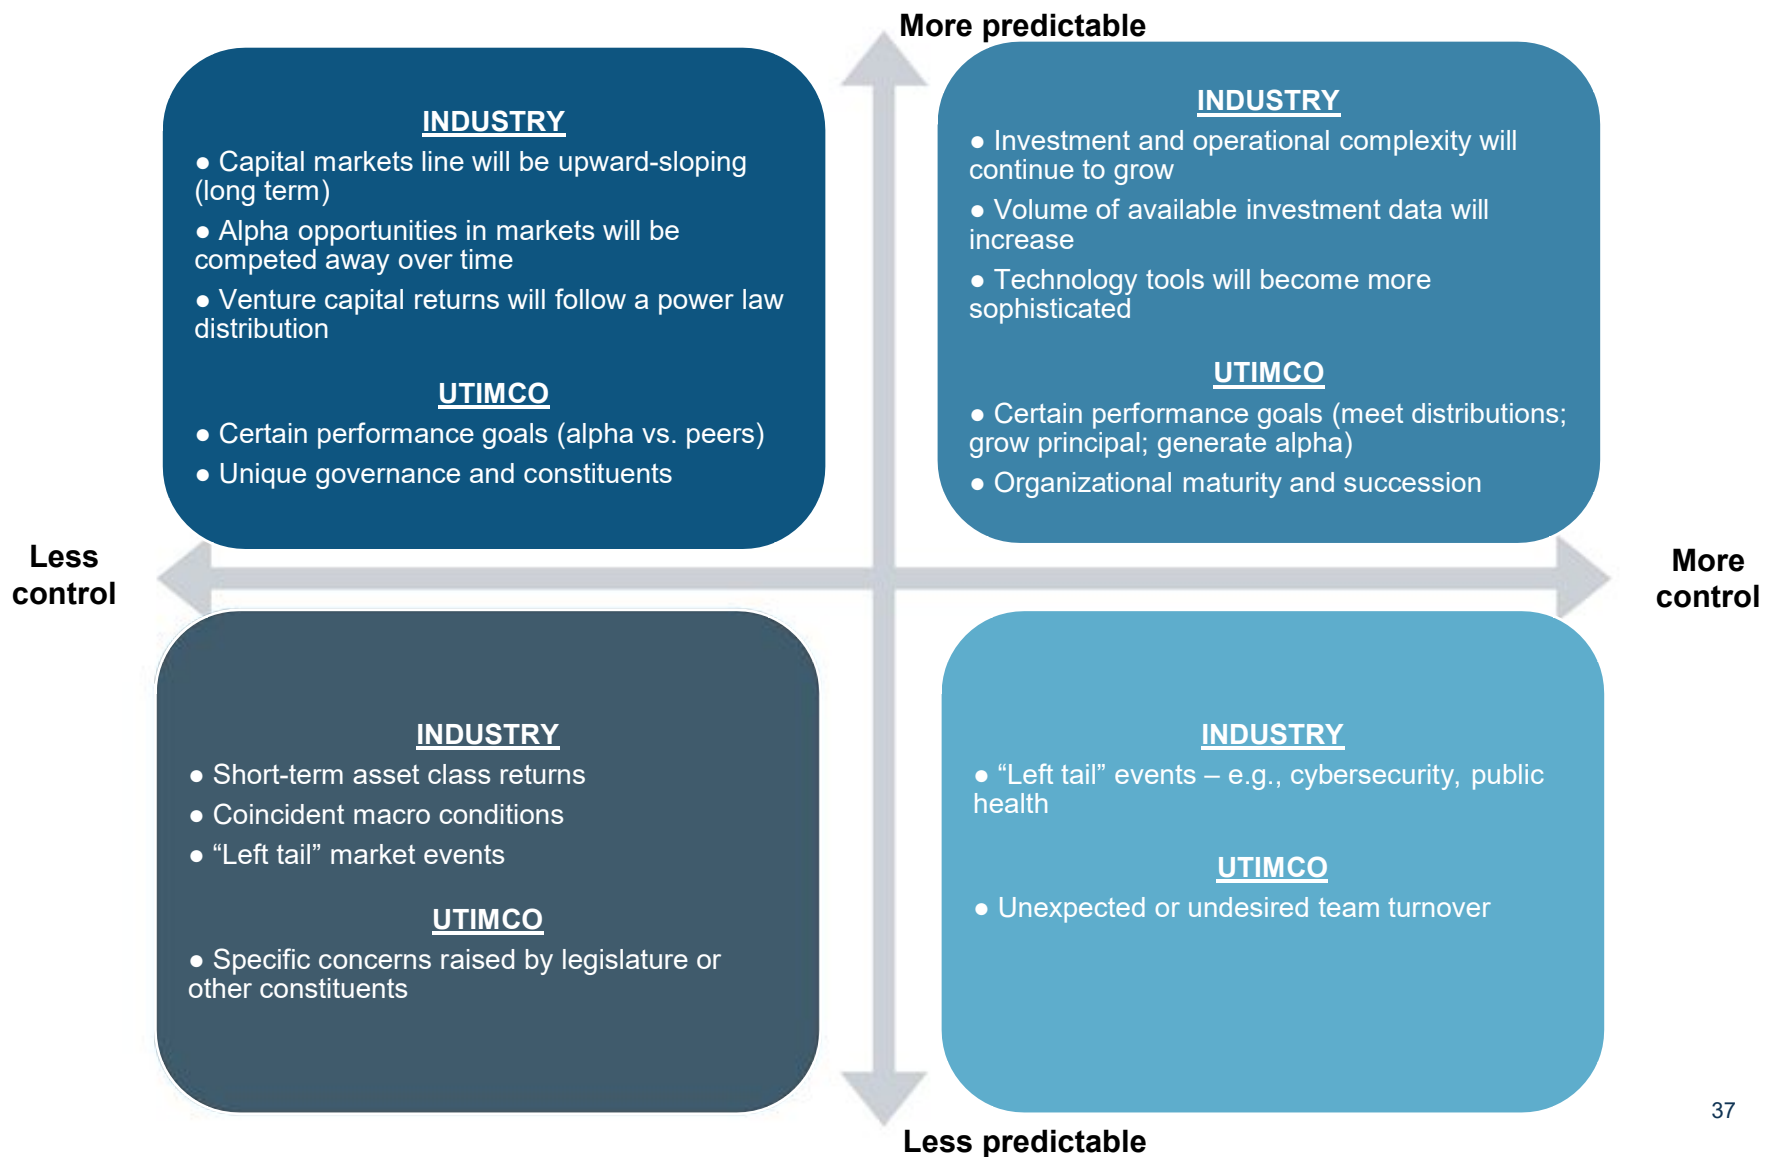 More predictable
INDUSTRY
● Capital markets line will be upward-sloping
(long term)
● Alpha opportunities in markets will be
competed away over time
● Venture capital returns will follow a power law
distribution
UTIMCO
● Certain performance goals (alpha vs. peers)
● Unique governance and constituents
INDUSTRY
● Investment and operational complexity will
continue to grow
● Volume of available investment data will
increase
● Technology tools will become more
sophisticated
UTIMCO
● Certain performance goals (meet distributions;
grow principal; generate alpha)
● Organizational maturity and succession
Less
control
More
control
INDUSTRY
● Short-term asset class returns
● Coincident macro conditions
● “Left tail” market events
UTIMCO
● Specific concerns raised by legislature or
other constituents
INDUSTRY
● “Left tail” events – e.g., cybersecurity, public
health
UTIMCO
● Unexpected or undesired team turnover
Less predictable
37